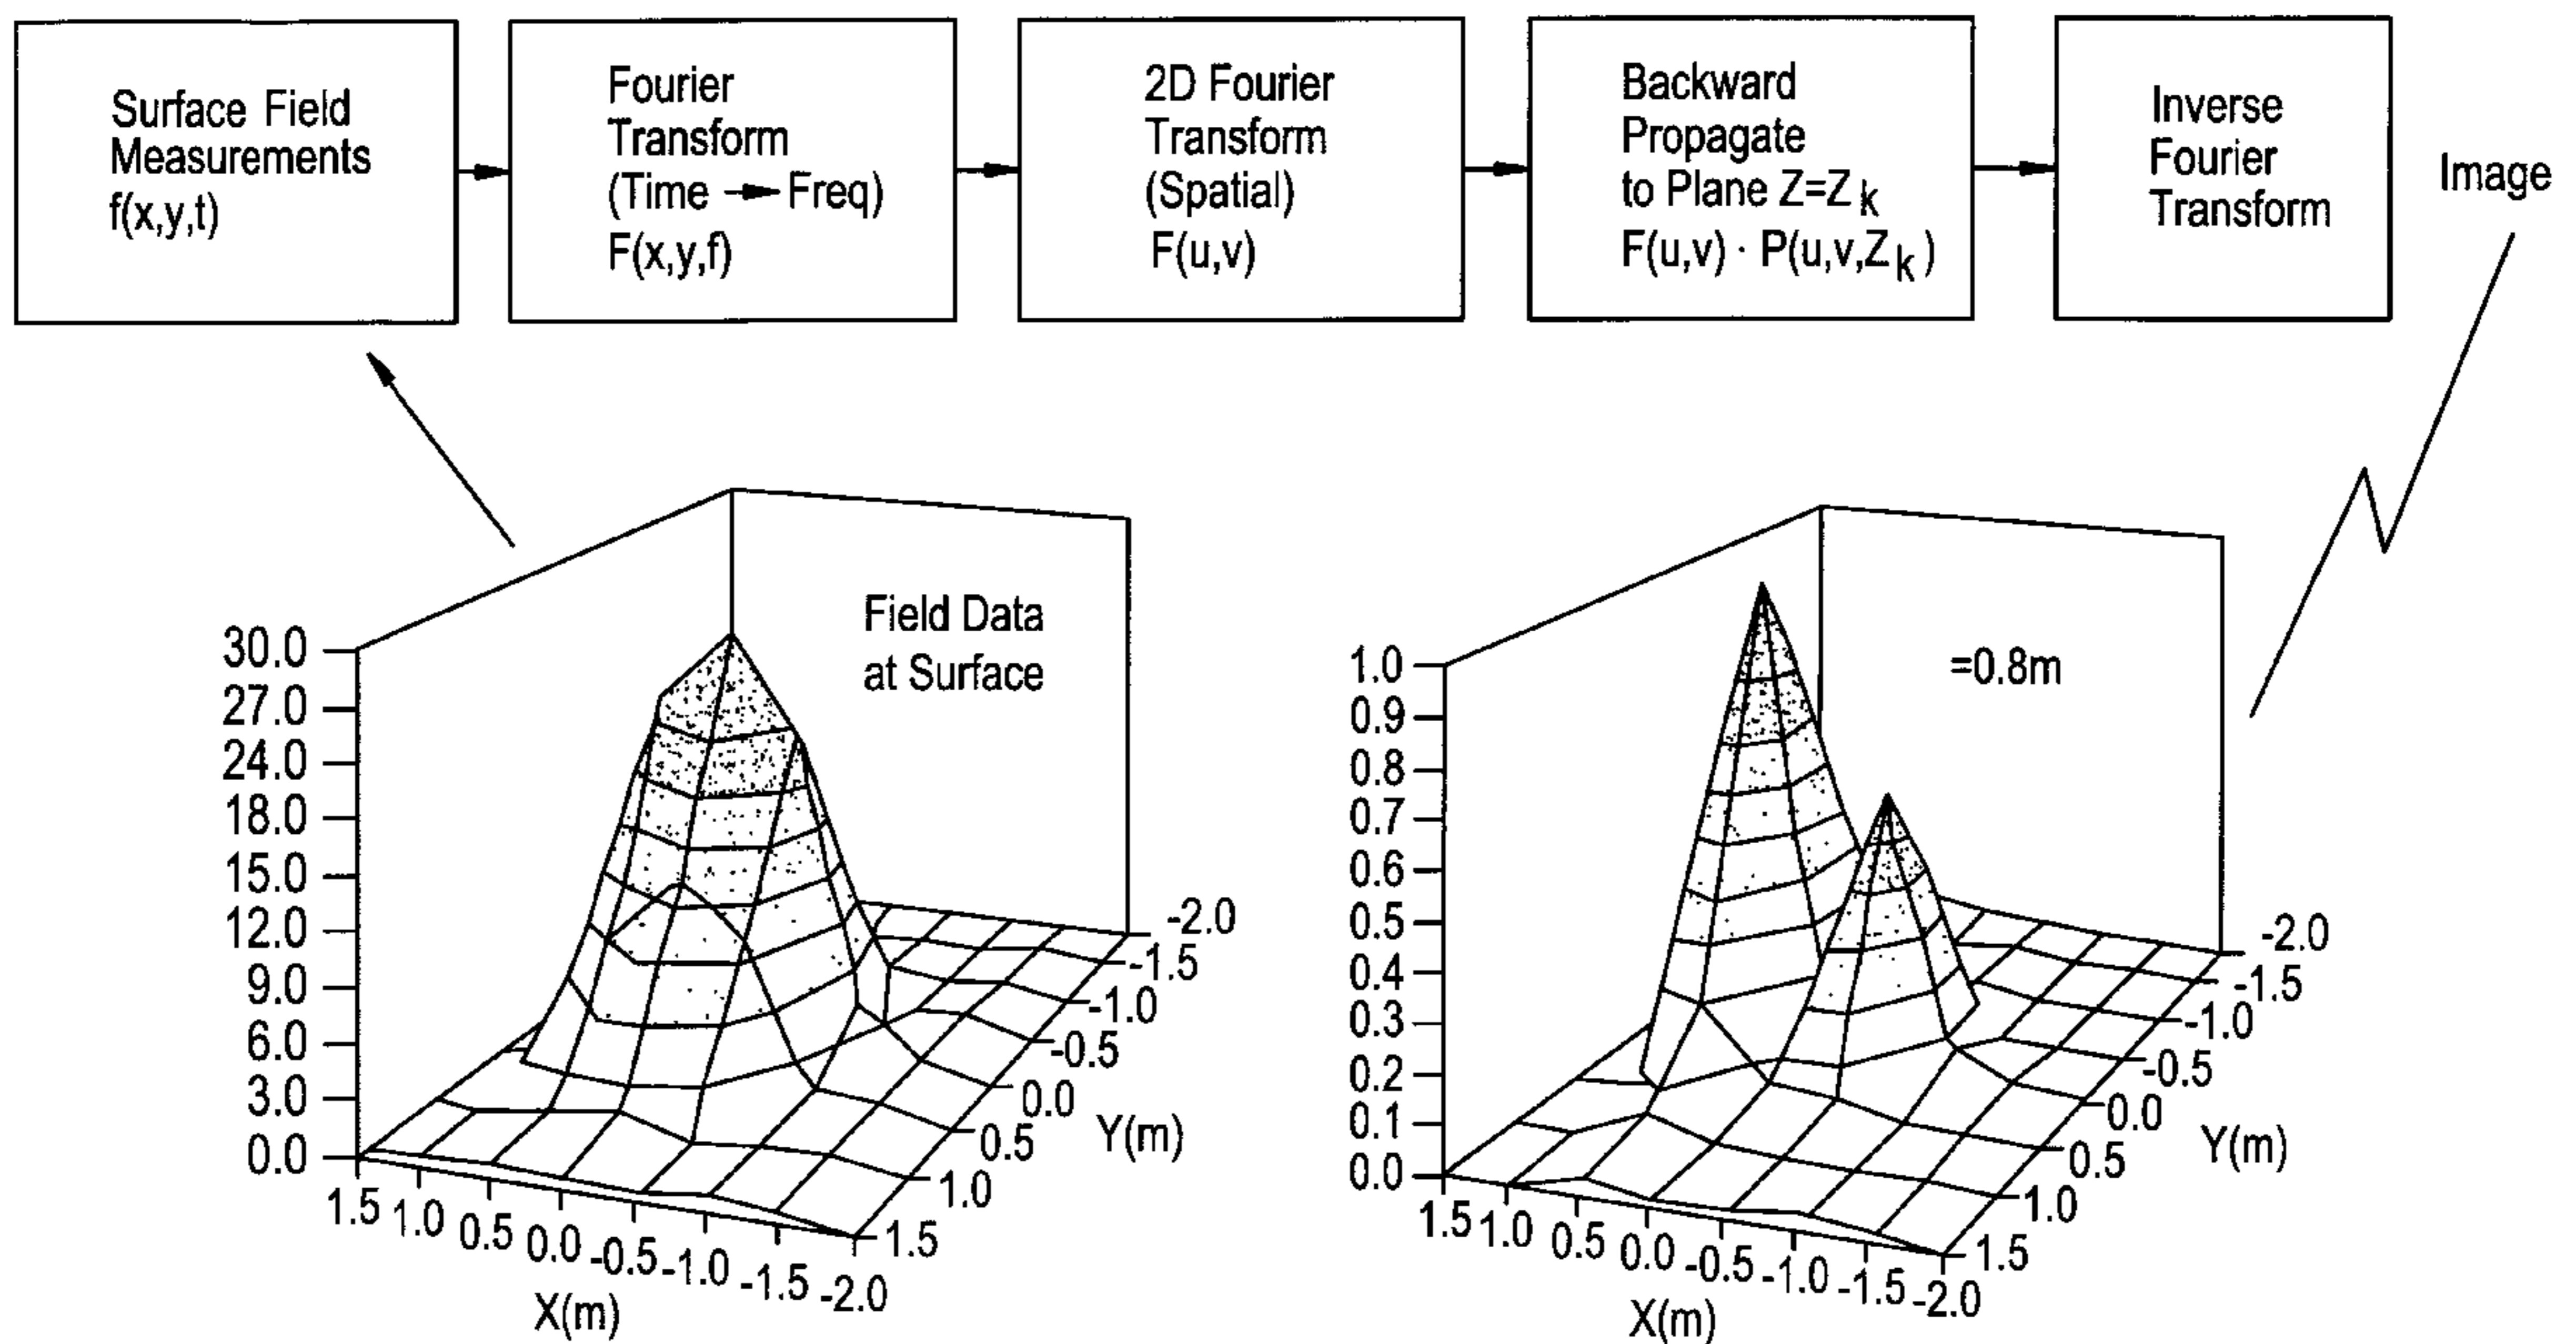 Surface Field
Measurements
f(x,y,t)
Fourier
Transform
(Time → Freq)
F(x,y,f)
2D Fourier
Transform
(Spatial)
F(u,v)
Backward
Propagate
to Plane Z=Zk
F(u,v) · P(u,v,Zk)
Inverse
Fourier
Transform
Image
Field Data
at Surface
30.0
27.0
24.0
18.0
15.0
12.0
9.0
6.0
3.0
0.0
1.5 1.0 0.5 0.0 -0.5 -1.0 -1.5 -2.0
X(m)
-2.0
-1.5
-1.0
-0.5
0.0
0.5
1.0
1.5
Y(m)
=0.8m
1.0
0.9
0.8
0.7
0.6
0.5
0.4
0.3
0.2
0.1
0.0
1.5 1.0 0.5 0.0 -0.5 -1.0 -1.5 -2.0
X(m)
-2.0
-1.5
-1.0
-0.5
0.0
0.5
1.0
1.5
Y(m)